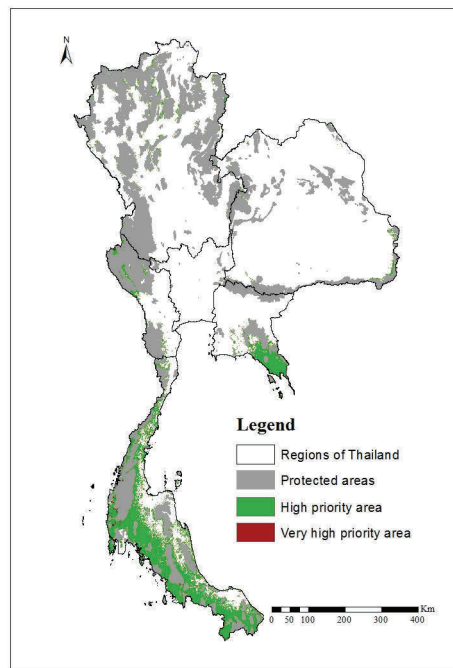 N
Legend
Regions of Thailand
Protected areas
High priority area
Very high priority area
Km
0 50 100 200 300 400